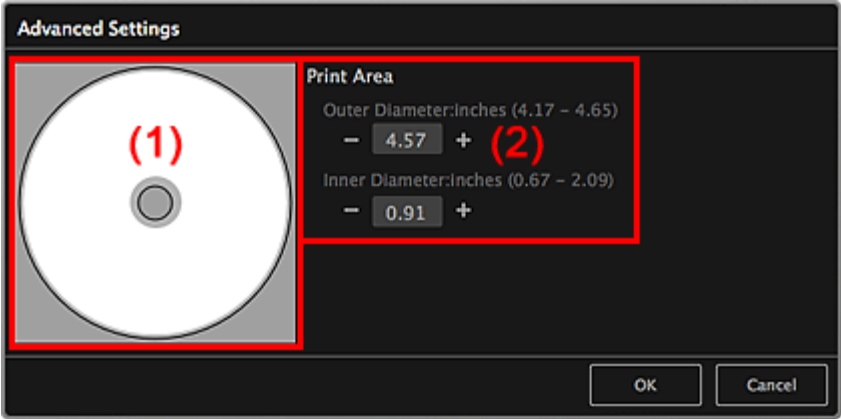 Advanced Settings
(1)
Print Area
Outer Diameter:inches (4.17 – 4.65)
− 4.57 + (2)
Inner Diameter:inches (0.67 – 2.09)
− 0.91 +
OK Cancel